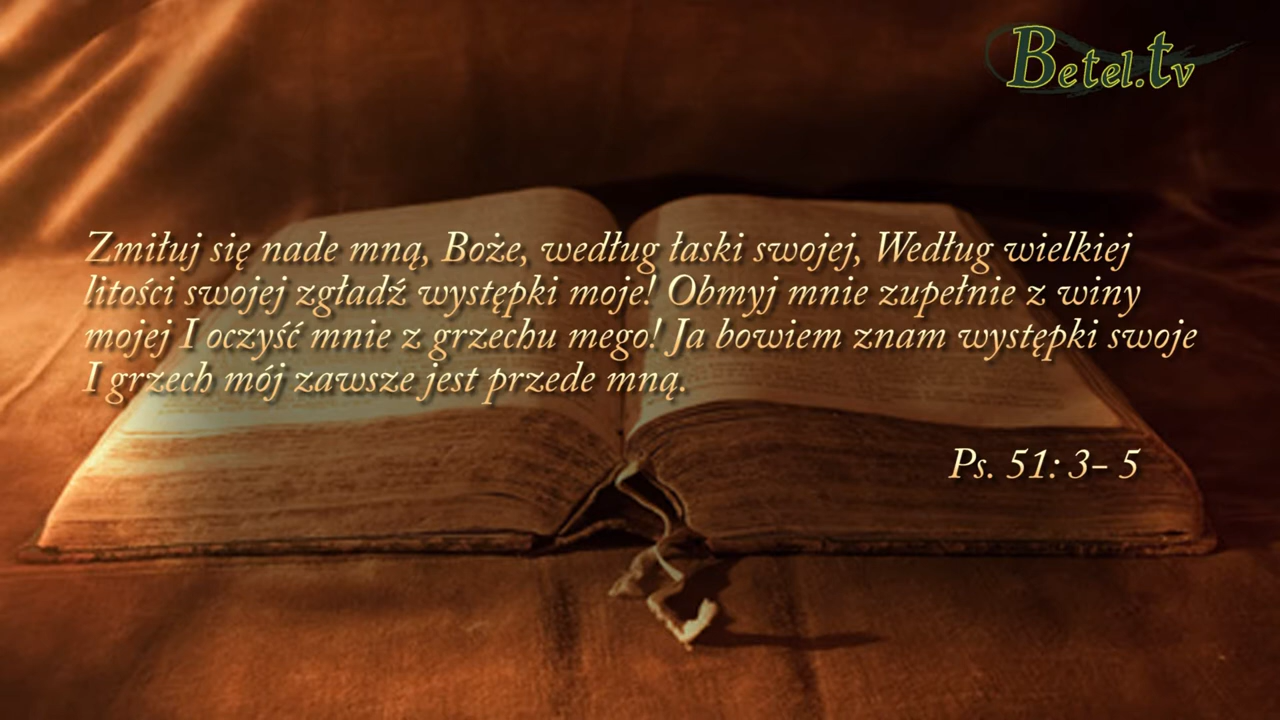 Betel.tv
Zmiłuj się nade mną, Boże, według łaski swojej, Według wielkiej
litości swojej zgładź występki moje! Obmyj mnie zupełnie z winy
mojej I oczyść mnie z grzechu mego! Ja bowiem znam występki swoje
I grzech mój zawsze jest przede mną.
Ps. 51: 3– 5